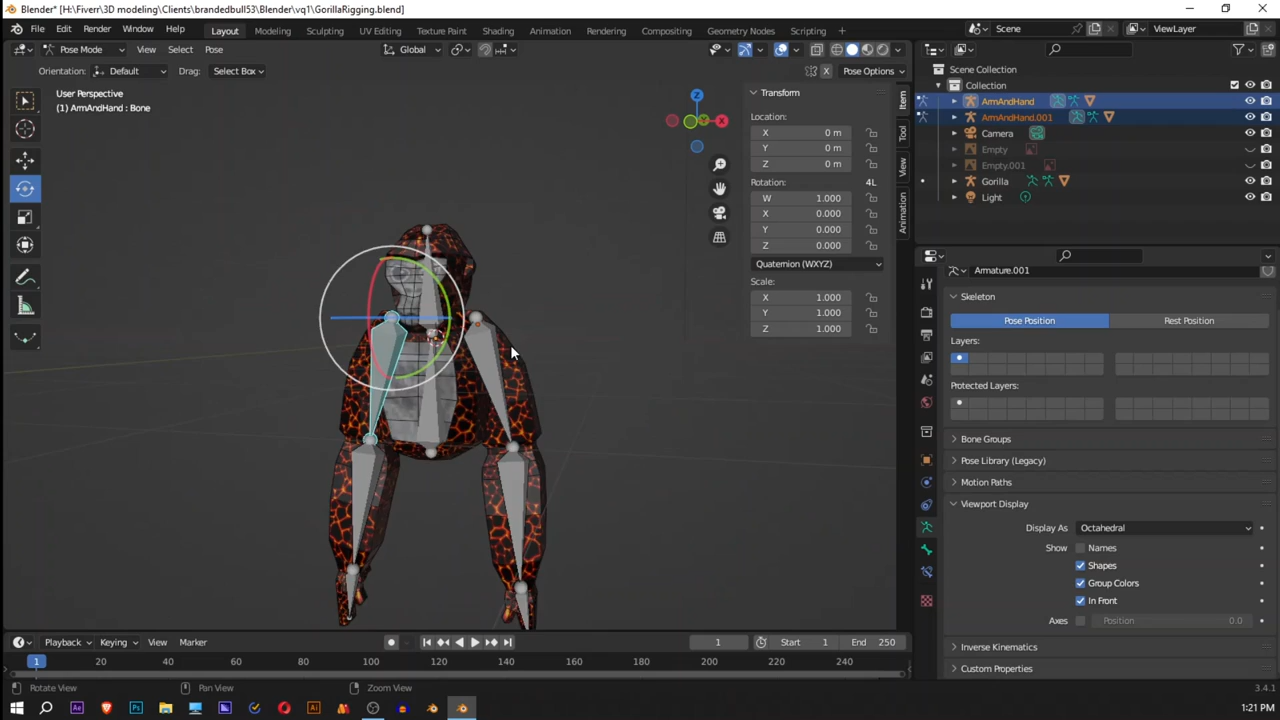 Blender* [H:\Fiverr\3D modeling\Clients\brandedbull53\Blender\vq1\GorillaRigging.blend]
File Edit Render Window Help Layout Modeling Sculpting UV Editing Texture Paint Shading Animation Rendering Compositing Geometry Nodes Scripting + Scene ViewLayer
Pose Mode View Select Pose Global
Orientation: Default Drag: Select Box X Pose Options
User Perspective
(1) ArmAndHand : Bone
Z
X
Transform
Location:
X 0 m
Y 0 m
Z 0 m
Rotation: 4L
W 1.000
X 0.000
Y 0.000
Z 0.000
Quaternion (WXYZ)
Scale:
X 1.000
Y 1.000
Z 1.000
Item
Tool
View
Animation
Scene Collection
Collection
ArmAndHand
ArmAndHand.001
Camera
Empty
Empty.001
Gorilla
Light
Armature.001
Skeleton
Pose Position Rest Position
Layers:
Protected Layers:
Bone Groups
Pose Library (Legacy)
Motion Paths
Viewport Display
Display As Octahedral
Show Names
Shapes
Group Colors
In Front
Axes Position 0.0
Inverse Kinematics
Custom Properties
Playback Keying View Marker 1 Start 1 End 250
1 20 40 60 80 100 120 140 160 180 200 220 240
Rotate View Pan View Zoom View 3.4.1
Ae Ps Ai 1:21 PM